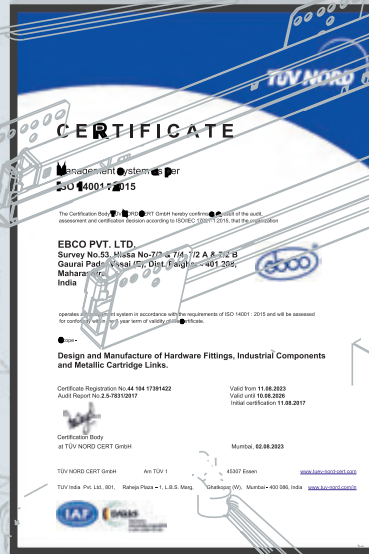 TÜV NORD
CERTIFICATE
Management system as per
ISO 14001 : 2015
The Certification Body TÜV NORD CERT GmbH hereby confirms as a result of the audit,
assessment and certification decision according to ISO/IEC 17021-1:2015, that the organization
EBCO PVT. LTD.
Survey No.53, Hissa No-7/3 & 7/4, 7/2 A & 7/2 B
Gaurai Pada, Vasai (E), Dist. Palghar - 401 208,
Maharashtra
India
ebco
operates a management system in accordance with the requirements of ISO 14001 : 2015 and will be assessed
for conformity within the 3 year term of validity of the certificate.
Scope -
Design and Manufacture of Hardware Fittings, Industrial Components
and Metallic Cartridge Links.
Certificate Registration No.44 104 17391422
Audit Report No.2.5-7831/2017
Valid from 11.08.2023
Valid until 10.08.2026
Initial certification 11.08.2017
Certification Body
at TÜV NORD CERT GmbH
Mumbai, 02.08.2023
TÜV NORD CERT GmbH Am TÜV 1 45307 Essen www.tuev-nord-cert.com
TUV India Pvt. Ltd., 801, Raheja Plaza – 1, L.B.S. Marg, Ghatkopar (W), Mumbai - 400 086, India www.tuv-nord.com/in
IAF
DAkkS